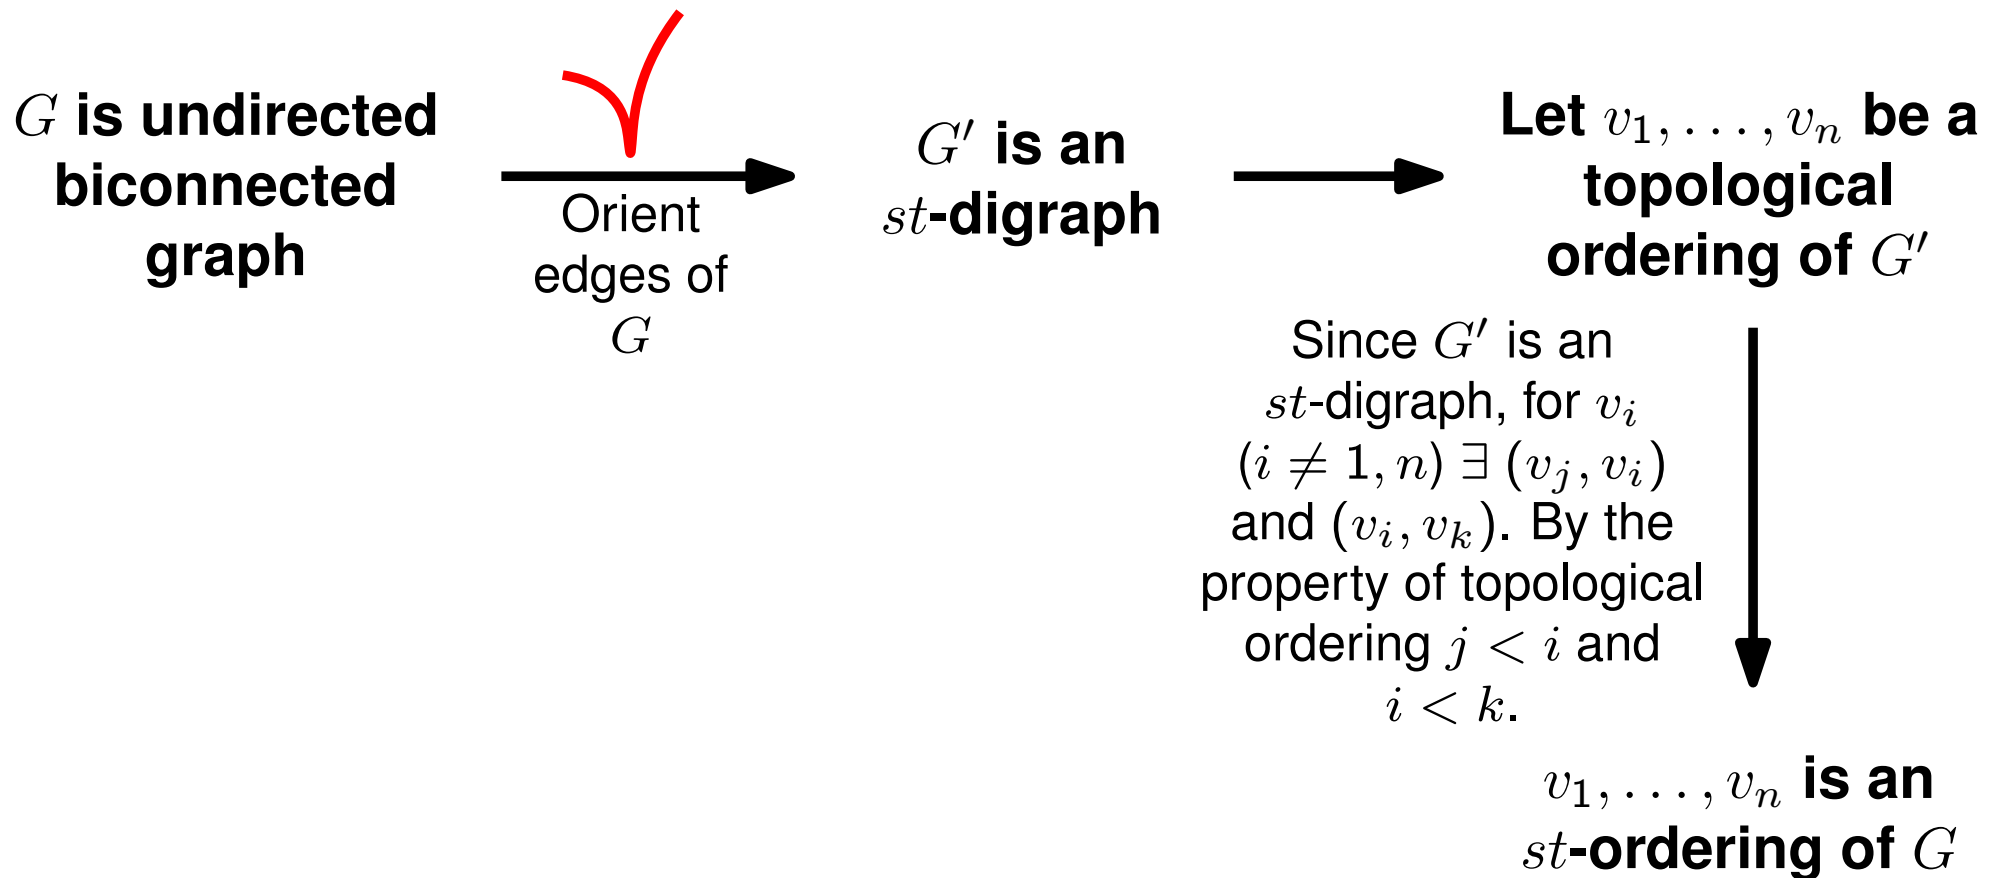 G is undirected
biconnected
graph
Orient
edges of
G
G′ is an
st-digraph
Let v₁, . . . , vₙ be a
topological
ordering of G′
Since G′ is an
st-digraph, for vᵢ
(i ≠ 1, n) ∃ (vⱼ, vᵢ)
and (vᵢ, vₖ). By the
property of topological
ordering j < i and
i < k.
v₁, . . . , vₙ is an
st-ordering of G